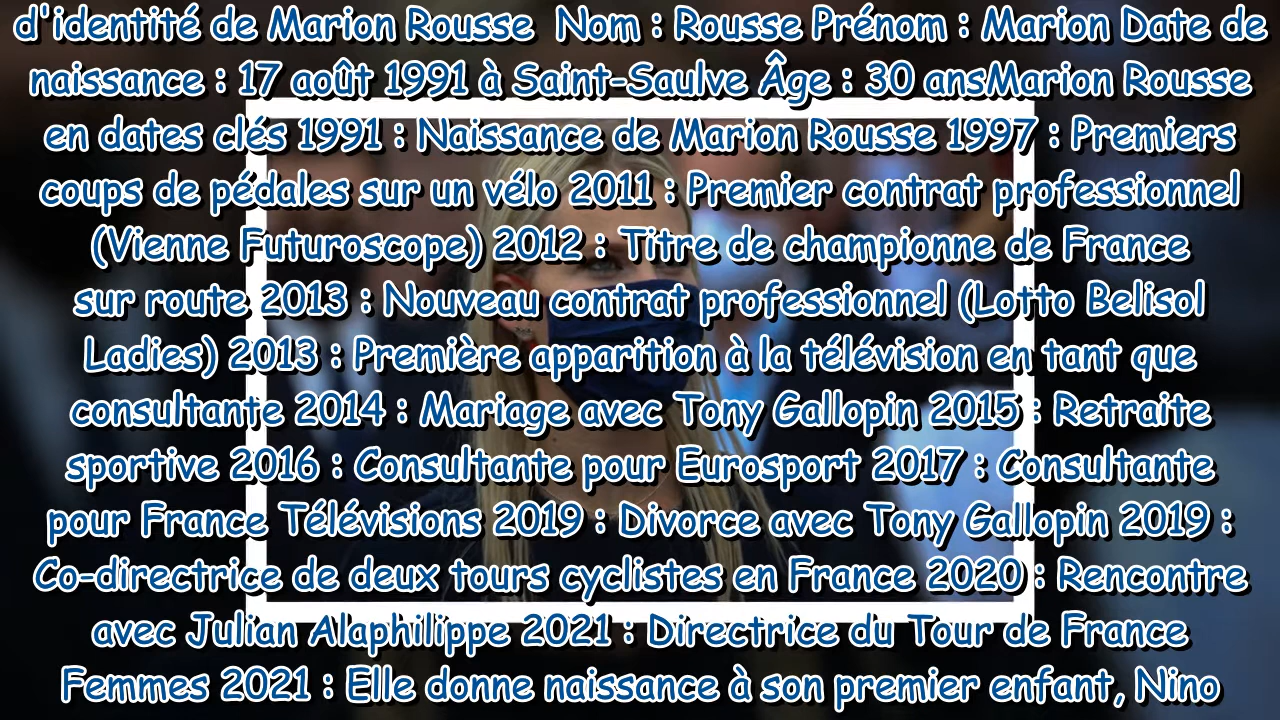 d'identité de Marion Rousse  Nom : Rousse Prénom : Marion Date de
naissance : 17 août 1991 à Saint-Saulve Âge : 30 ansMarion Rousse
en dates clés 1991 : Naissance de Marion Rousse 1997 : Premiers
coups de pédales sur un vélo 2011 : Premier contrat professionnel
(Vienne Futuroscope) 2012 : Titre de championne de France
sur route 2013 : Nouveau contrat professionnel (Lotto Belisol
Ladies) 2013 : Première apparition à la télévision en tant que
consultante 2014 : Mariage avec Tony Gallopin 2015 : Retraite
sportive 2016 : Consultante pour Eurosport 2017 : Consultante
pour France Télévisions 2019 : Divorce avec Tony Gallopin 2019 :
Co-directrice de deux tours cyclistes en France 2020 : Rencontre
avec Julian Alaphilippe 2021 : Directrice du Tour de France
Femmes 2021 : Elle donne naissance à son premier enfant, Nino